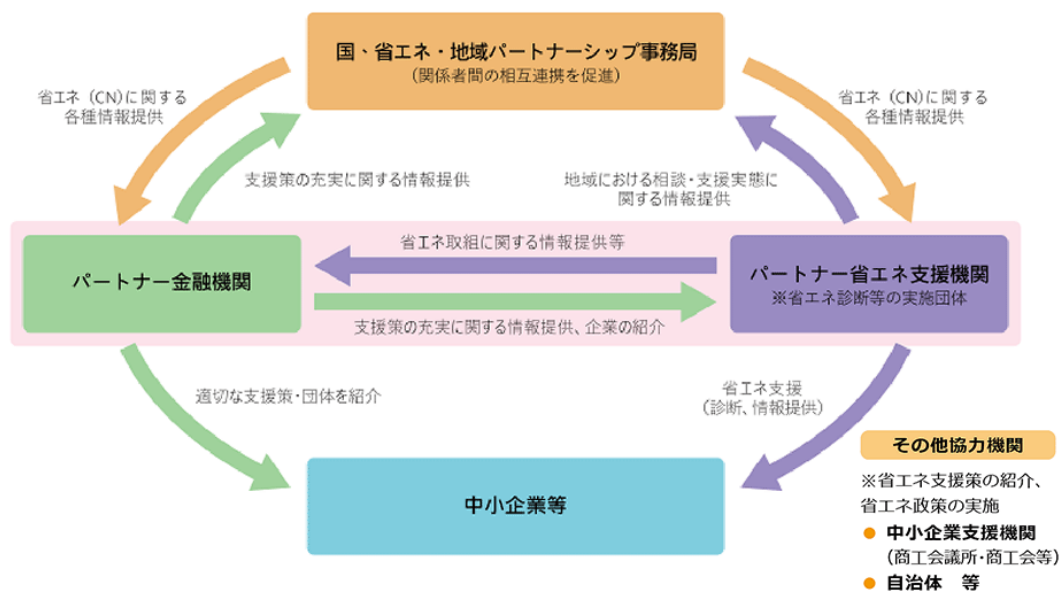 国、省エネ・地域パートナーシップ事務局
(関係者間の相互連携を促進)
省エネ (CN)に関する
各種情報提供
省エネ (CN)に関する
各種情報提供
支援策の充実に関する情報提供
地域における相談・支援実態に
関する情報提供
省エネ取組に関する情報提供等
パートナー金融機関
パートナー省エネ支援機関
※省エネ診断等の実施団体
支援策の充実に関する情報提供、企業の紹介
適切な支援策・団体を紹介
省エネ支援
(診断、情報提供)
中小企業等
その他協力機関
※省エネ支援策の紹介、
省エネ政策の実施
● 中小企業支援機関
(商工会議所・商工会等)
● 自治体 等